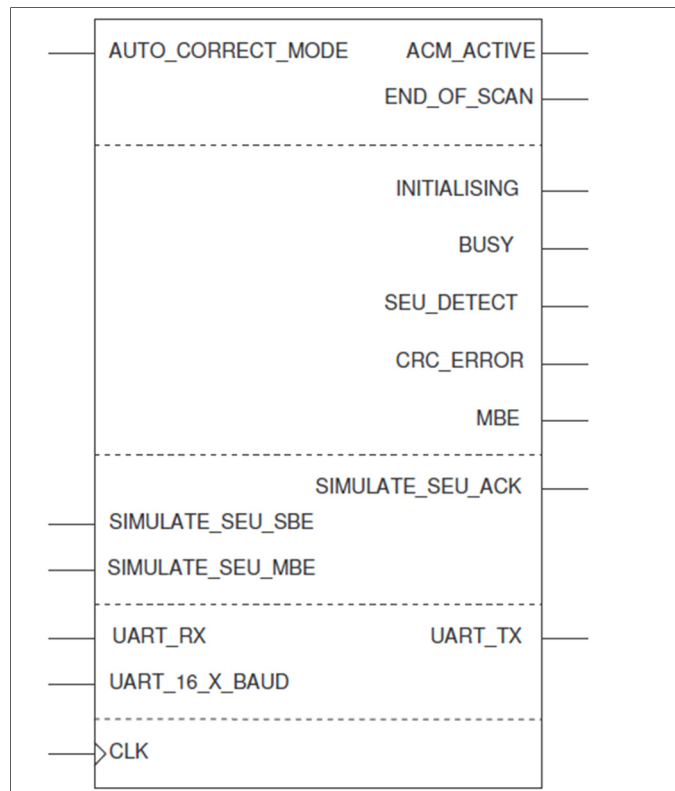 AUTO_CORRECT_MODE ACM_ACTIVE
END_OF_SCAN
INITIALISING
BUSY
SEU_DETECT
CRC_ERROR
MBE
SIMULATE_SEU_ACK
SIMULATE_SEU_SBE
SIMULATE_SEU_MBE
UART_RX UART_TX
UART_16_X_BAUD
CLK